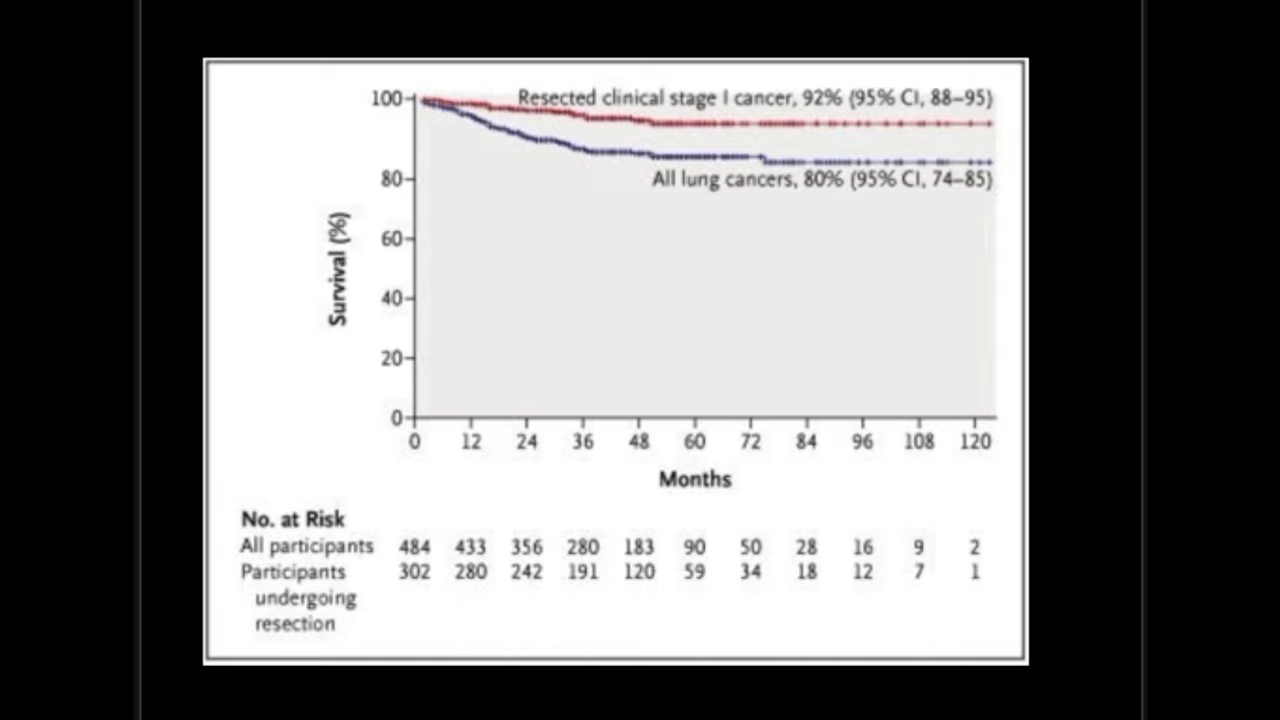 Resected clinical stage I cancer, 92% (95% CI, 88–95)
All lung cancers, 80% (95% CI, 74–85)
Survival (%)
100
80
60
40
20
0
0 12 24 36 48 60 72 84 96 108 120
Months
No. at Risk
All participants 484 433 356 280 183 90 50 28 16 9 2
Participants 302 280 242 191 120 59 34 18 12 7 1
undergoing
resection